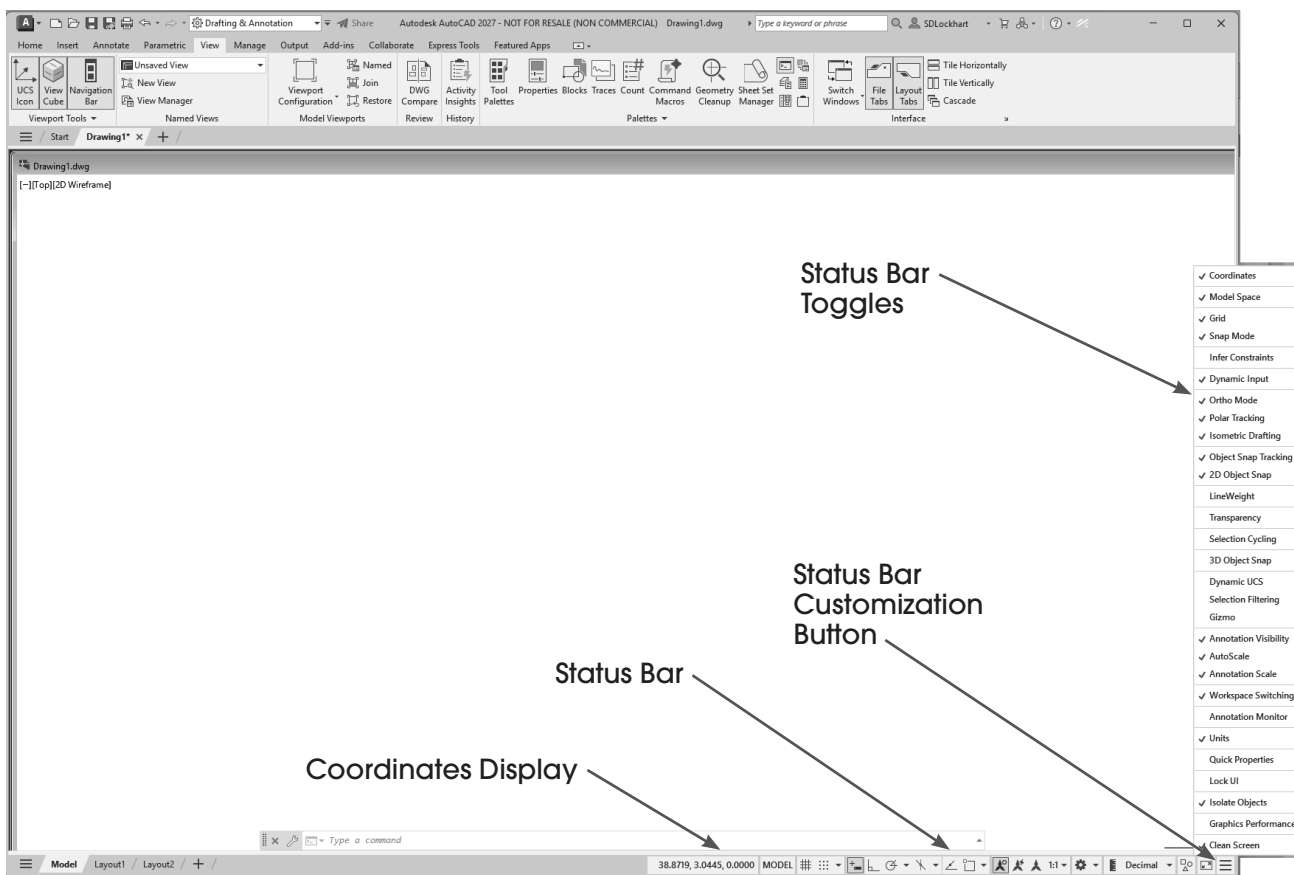 A Drafting & Annotation Share Autodesk AutoCAD 2027 - NOT FOR RESALE (NON COMMERCIAL) Drawing1.dwg Type a keyword or phrase SDLockhart
Home Insert Annotate Parametric View Manage Output Add-ins Collaborate Express Tools Featured Apps
UCS Icon
View Cube
Navigation Bar
Unsaved View
New View
View Manager
Viewport Configuration
Named
Join
Restore
DWG Compare
Activity Insights
Tool Palettes
Properties
Blocks
Traces
Count
Command Macros
Geometry Cleanup
Sheet Set Manager
Switch Windows
File Tabs
Layout Tabs
Tile Horizontally
Tile Vertically
Cascade
Viewport Tools Named Views Model Viewports Review History Palettes Interface
Start Drawing1* × +
Drawing1.dwg
[−][Top][2D Wireframe]
Status Bar
Toggles
Coordinates
Model Space
Grid
Snap Mode
Infer Constraints
Dynamic Input
Ortho Mode
Polar Tracking
Isometric Drafting
Object Snap Tracking
2D Object Snap
LineWeight
Transparency
Selection Cycling
3D Object Snap
Dynamic UCS
Selection Filtering
Gizmo
Annotation Visibility
AutoScale
Annotation Scale
Workspace Switching
Annotation Monitor
Units
Quick Properties
Lock UI
Isolate Objects
Graphics Performance
Clean Screen
Status Bar
Customization
Button
Status Bar
Coordinates Display
Type a command
Model Layout1 Layout2 + 38.8719, 3.0445, 0.0000 MODEL 1:1 Decimal